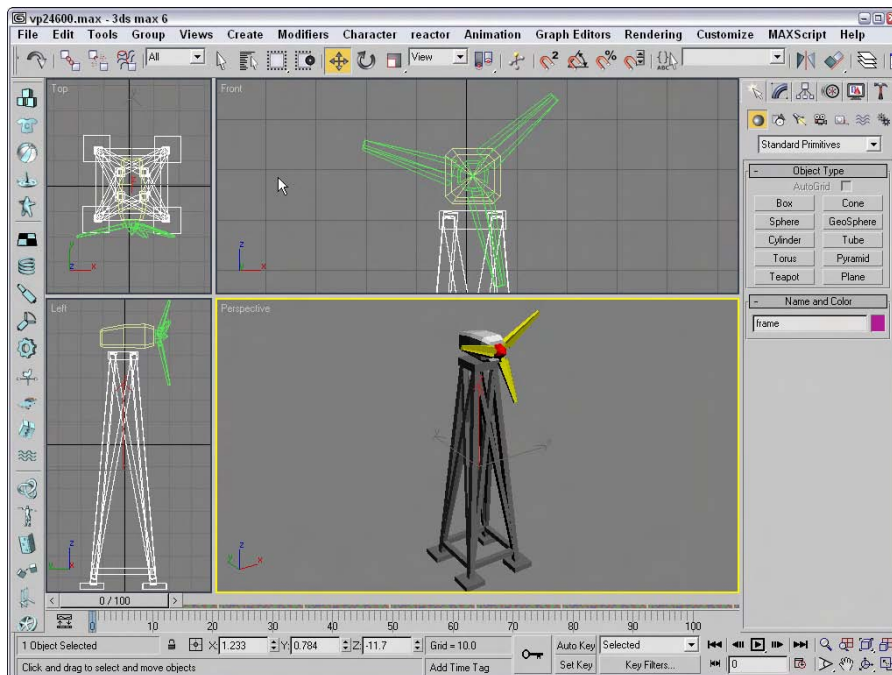 vp24600.max - 3ds max 6
File Edit Tools Group Views Create Modifiers Character reactor Animation Graph Editors Rendering Customize MAXScript Help
All
View
ABC
Top
Front
Standard Primitives
- Object Type
AutoGrid
Box Cone
Sphere GeoSphere
Cylinder Tube
Torus Pyramid
Teapot Plane
- Name and Color
frame
z
x
z
x
Left
Perspective
y
x
z
y
z
x
< 0 / 100 >
0 10 20 30 40 50 60 70 80 90 100
1 Object Selected X: 1.233 Y: 0.784 Z: -11.7 Grid = 10.0 Auto Key Selected
Click and drag to select and move objects Add Time Tag Set Key Key Filters... 0